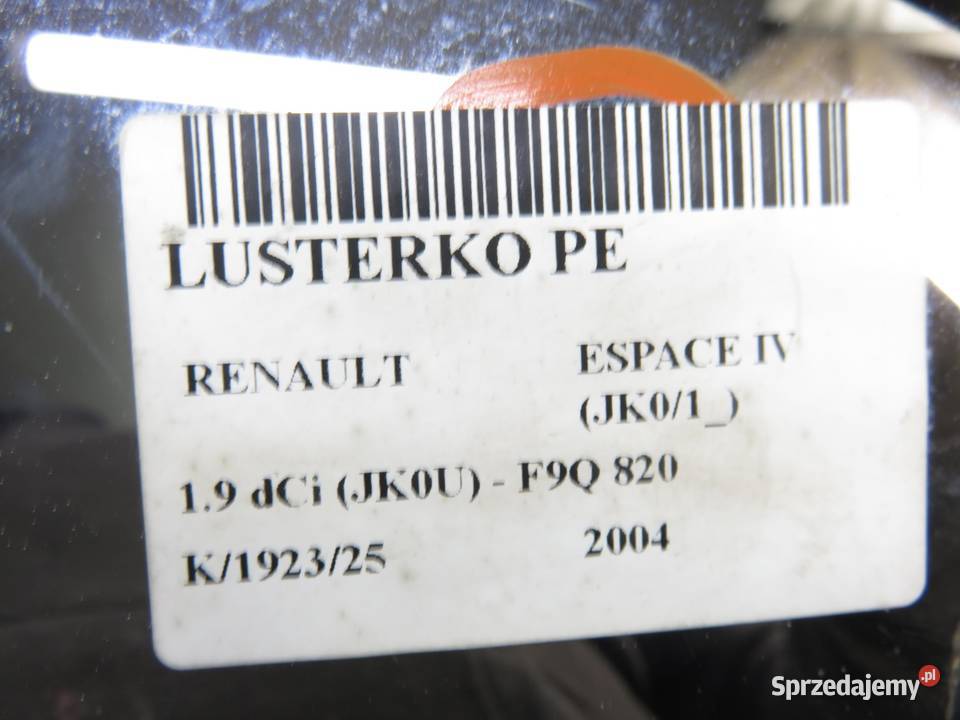 LUSTERKO PE
RENAULT
ESPACE IV
(JK0/1_)
1.9 dCi (JK0U) - F9Q 820
K/1923/25
2004
Sprzedajemy.pl